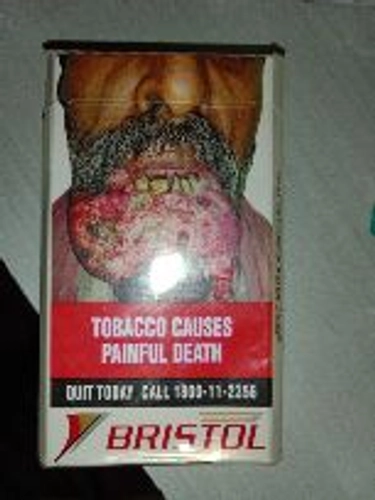 TOBACCO CAUSES
PAINFUL DEATH
QUIT TODAY CALL 1800-11-2356
BRISTOL